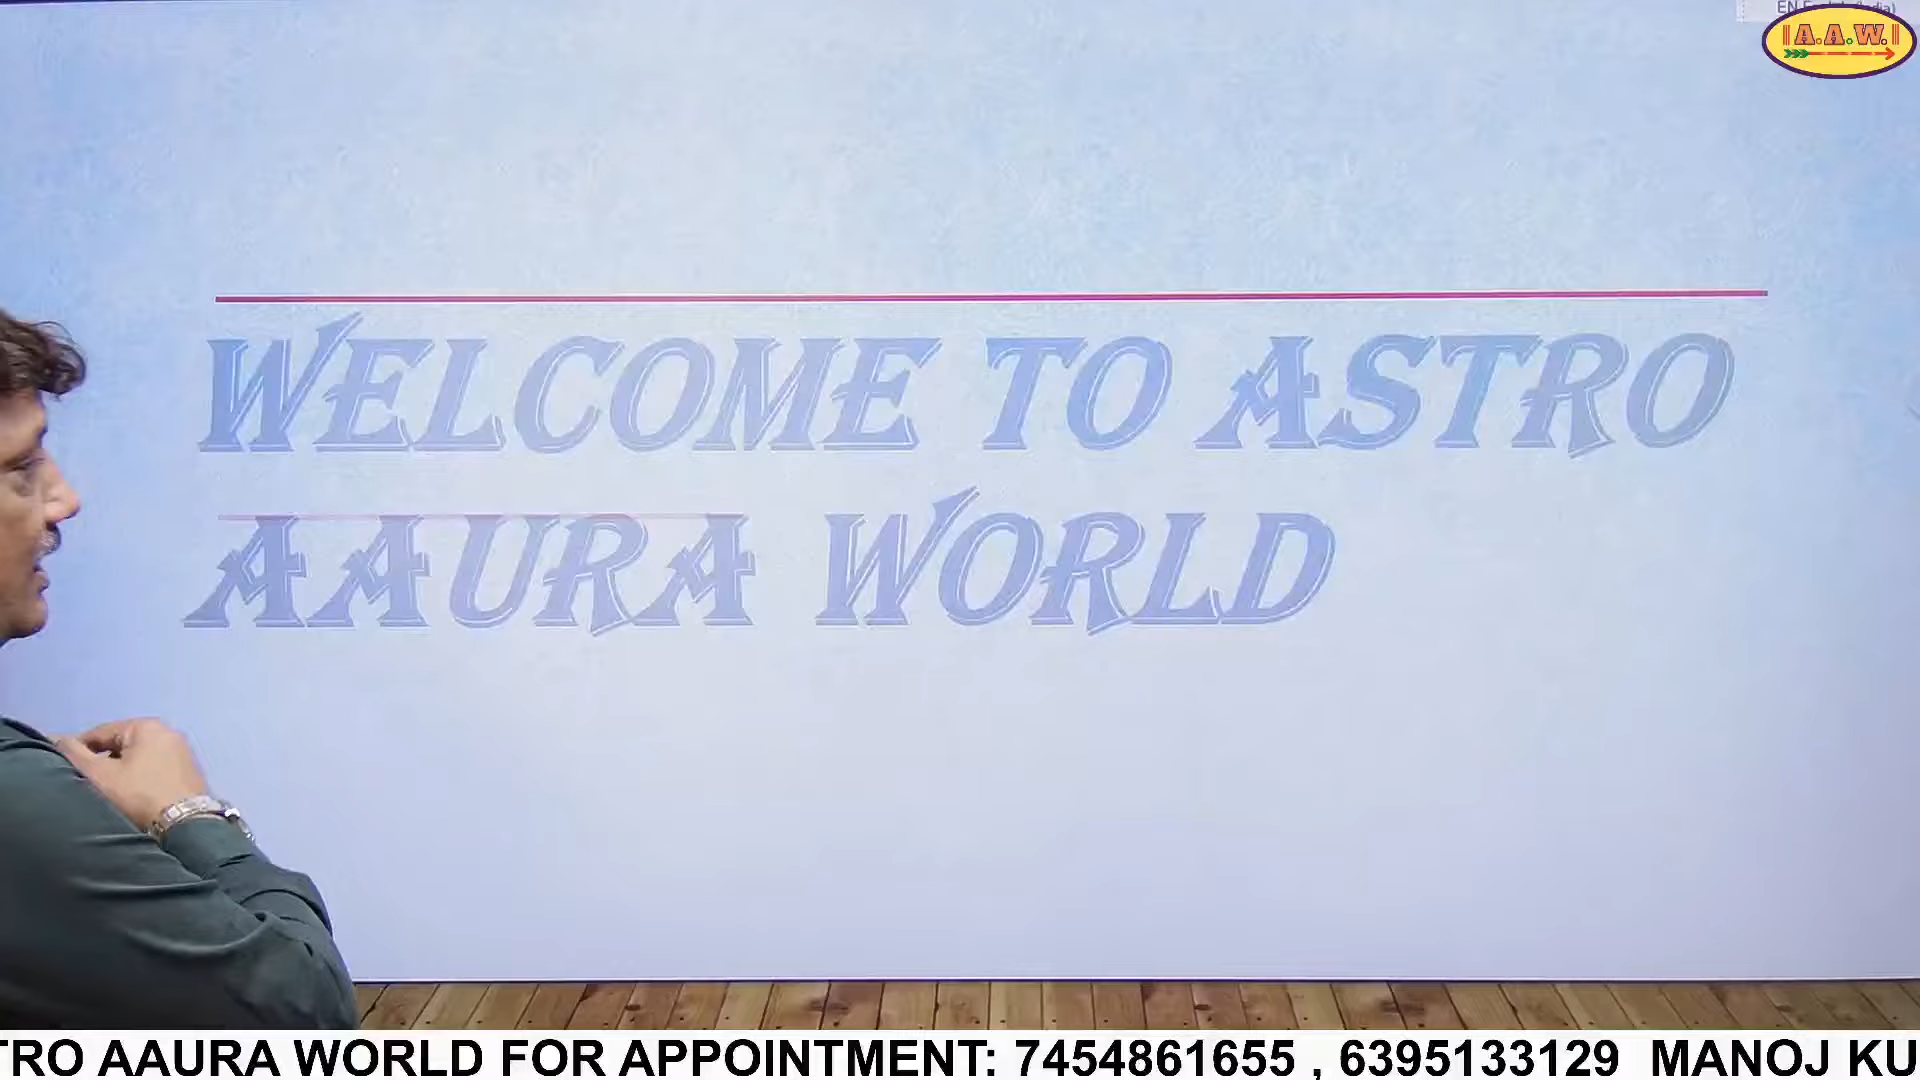 |A.A.W.|
WELCOME TO ASTRO
AAURA WORLD
TRO AAURA WORLD FOR APPOINTMENT: 7454861655 , 6395133129 MANOJ KU